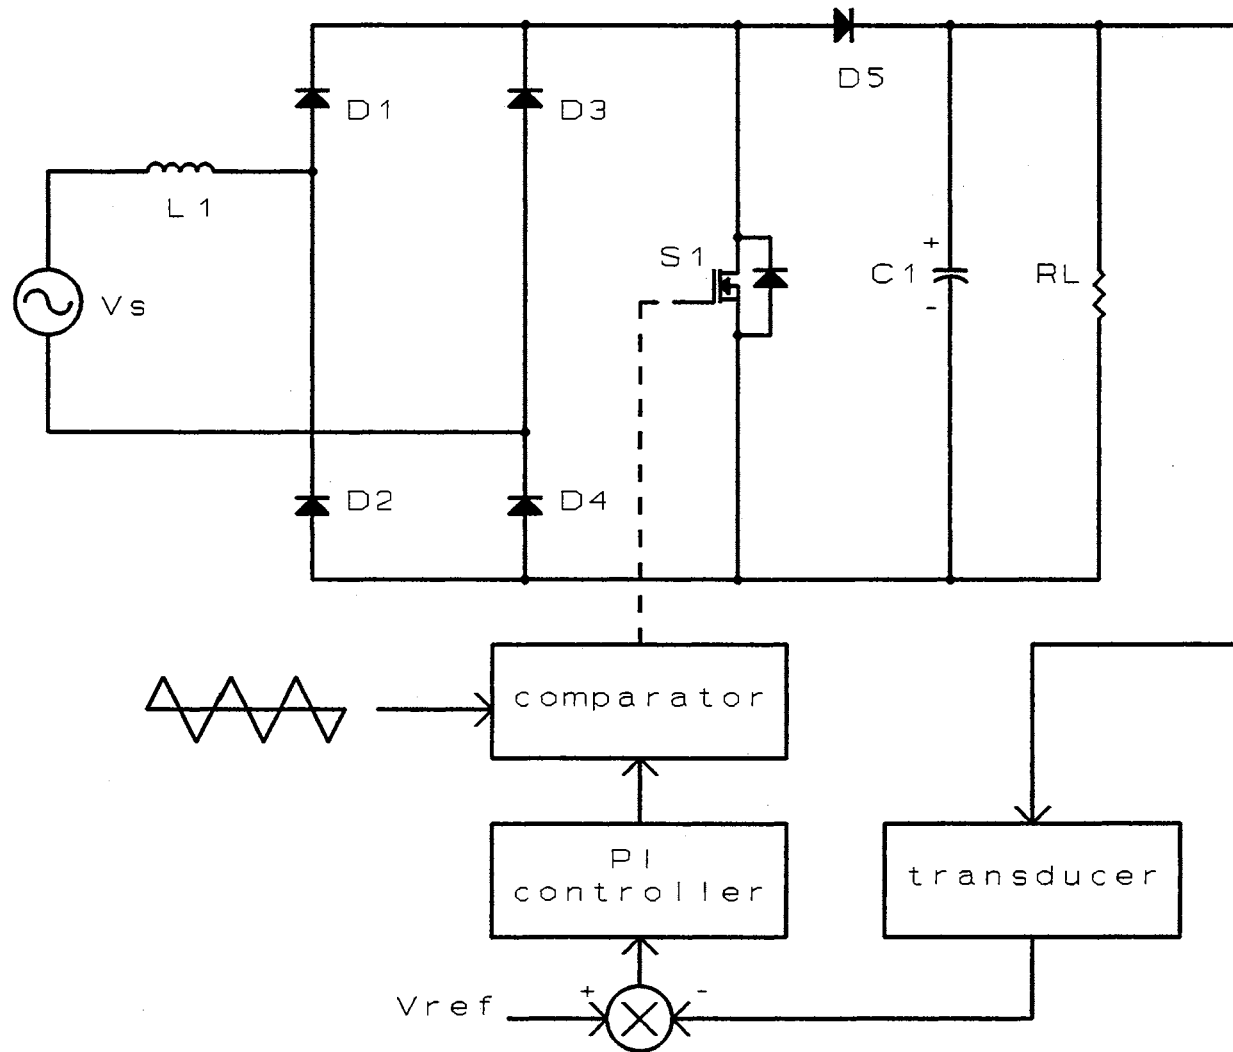 D5
D1
D3
L1
S1
+
C1
-
RL
Vs
D2
D4
comparator
PI
controller
transducer
+
-
Vref